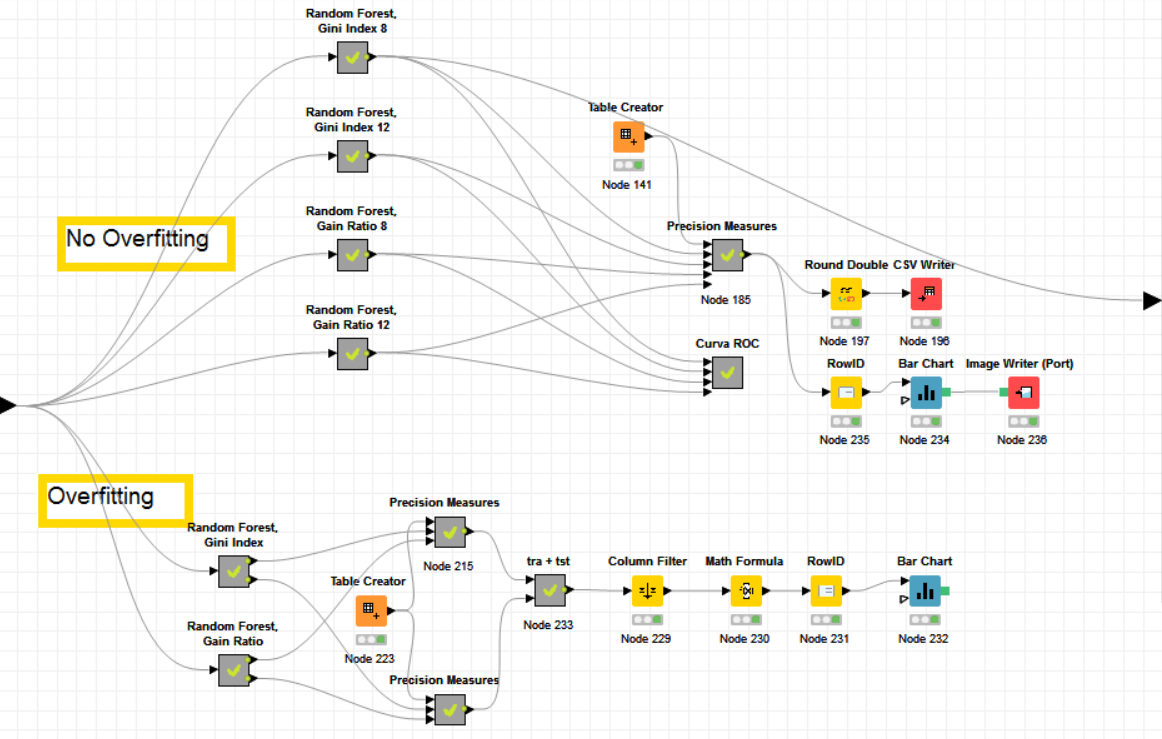 Random Forest,
Gini Index 8
Random Forest,
Gini Index 12
Table Creator
Node 141
Random Forest,
Gain Ratio 8
No Overfitting
Precision Measures
Node 185
Round Double
CSV Writer
Node 197
Node 196
Random Forest,
Gain Ratio 12
Curva ROC
RowID
Bar Chart
Image Writer (Port)
Node 235
Node 234
Node 236
Overfitting
Random Forest,
Gini Index
Precision Measures
Node 215
Table Creator
Node 223
tra + tst
Node 233
Column Filter
Math Formula
RowID
Bar Chart
Node 229
Node 230
Node 231
Node 232
Random Forest,
Gain Ratio
Precision Measures